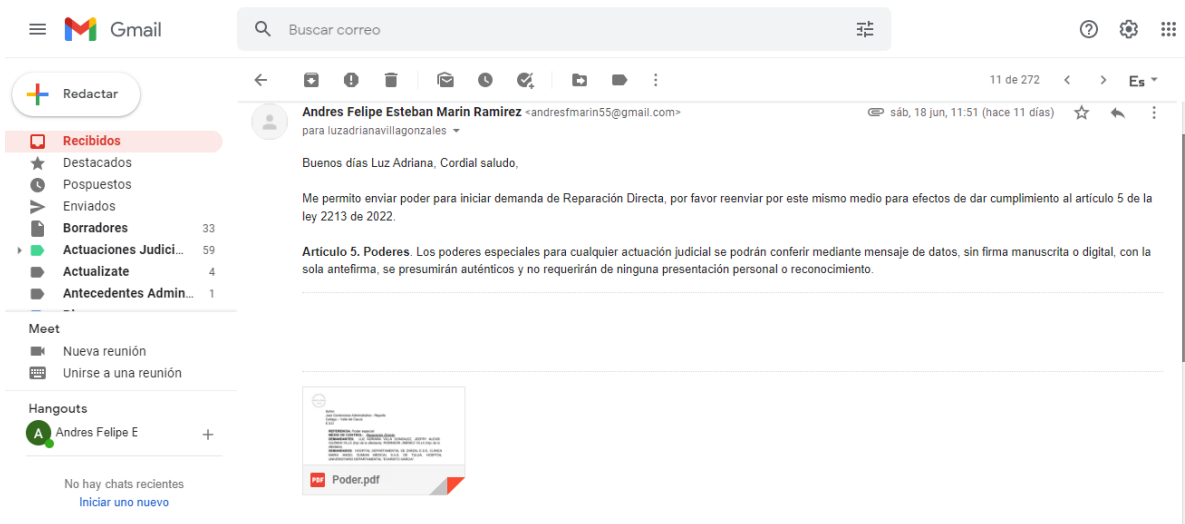 Gmail
Buscar correo
Redactar
11 de 272
Es
Recibidos
Destacados
Pospuestos
Enviados
Borradores 33
Actuaciones Judici... 59
Actualizate 4
Antecedentes Admin... 1
Meet
Nueva reunión
Unirse a una reunión
Hangouts
A
Andres Felipe E
No hay chats recientes
Iniciar uno nuevo
Andres Felipe Esteban Marin Ramirez <andresfmarin55@gmail.com>
sáb, 18 jun, 11:51 (hace 11 días)
para luzadrianavillagonzales
Buenos días Luz Adriana, Cordial saludo,
Me permito enviar poder para iniciar demanda de Reparación Directa, por favor reenviar por este mismo medio para efectos de dar cumplimiento al artículo 5 de la
ley 2213 de 2022.
Artículo 5. Poderes. Los poderes especiales para cualquier actuación judicial se podrán conferir mediante mensaje de datos, sin firma manuscrita o digital, con la
sola antefirma, se presumirán auténticos y no requerirán de ninguna presentación personal o reconocimiento.
PDF
Poder.pdf